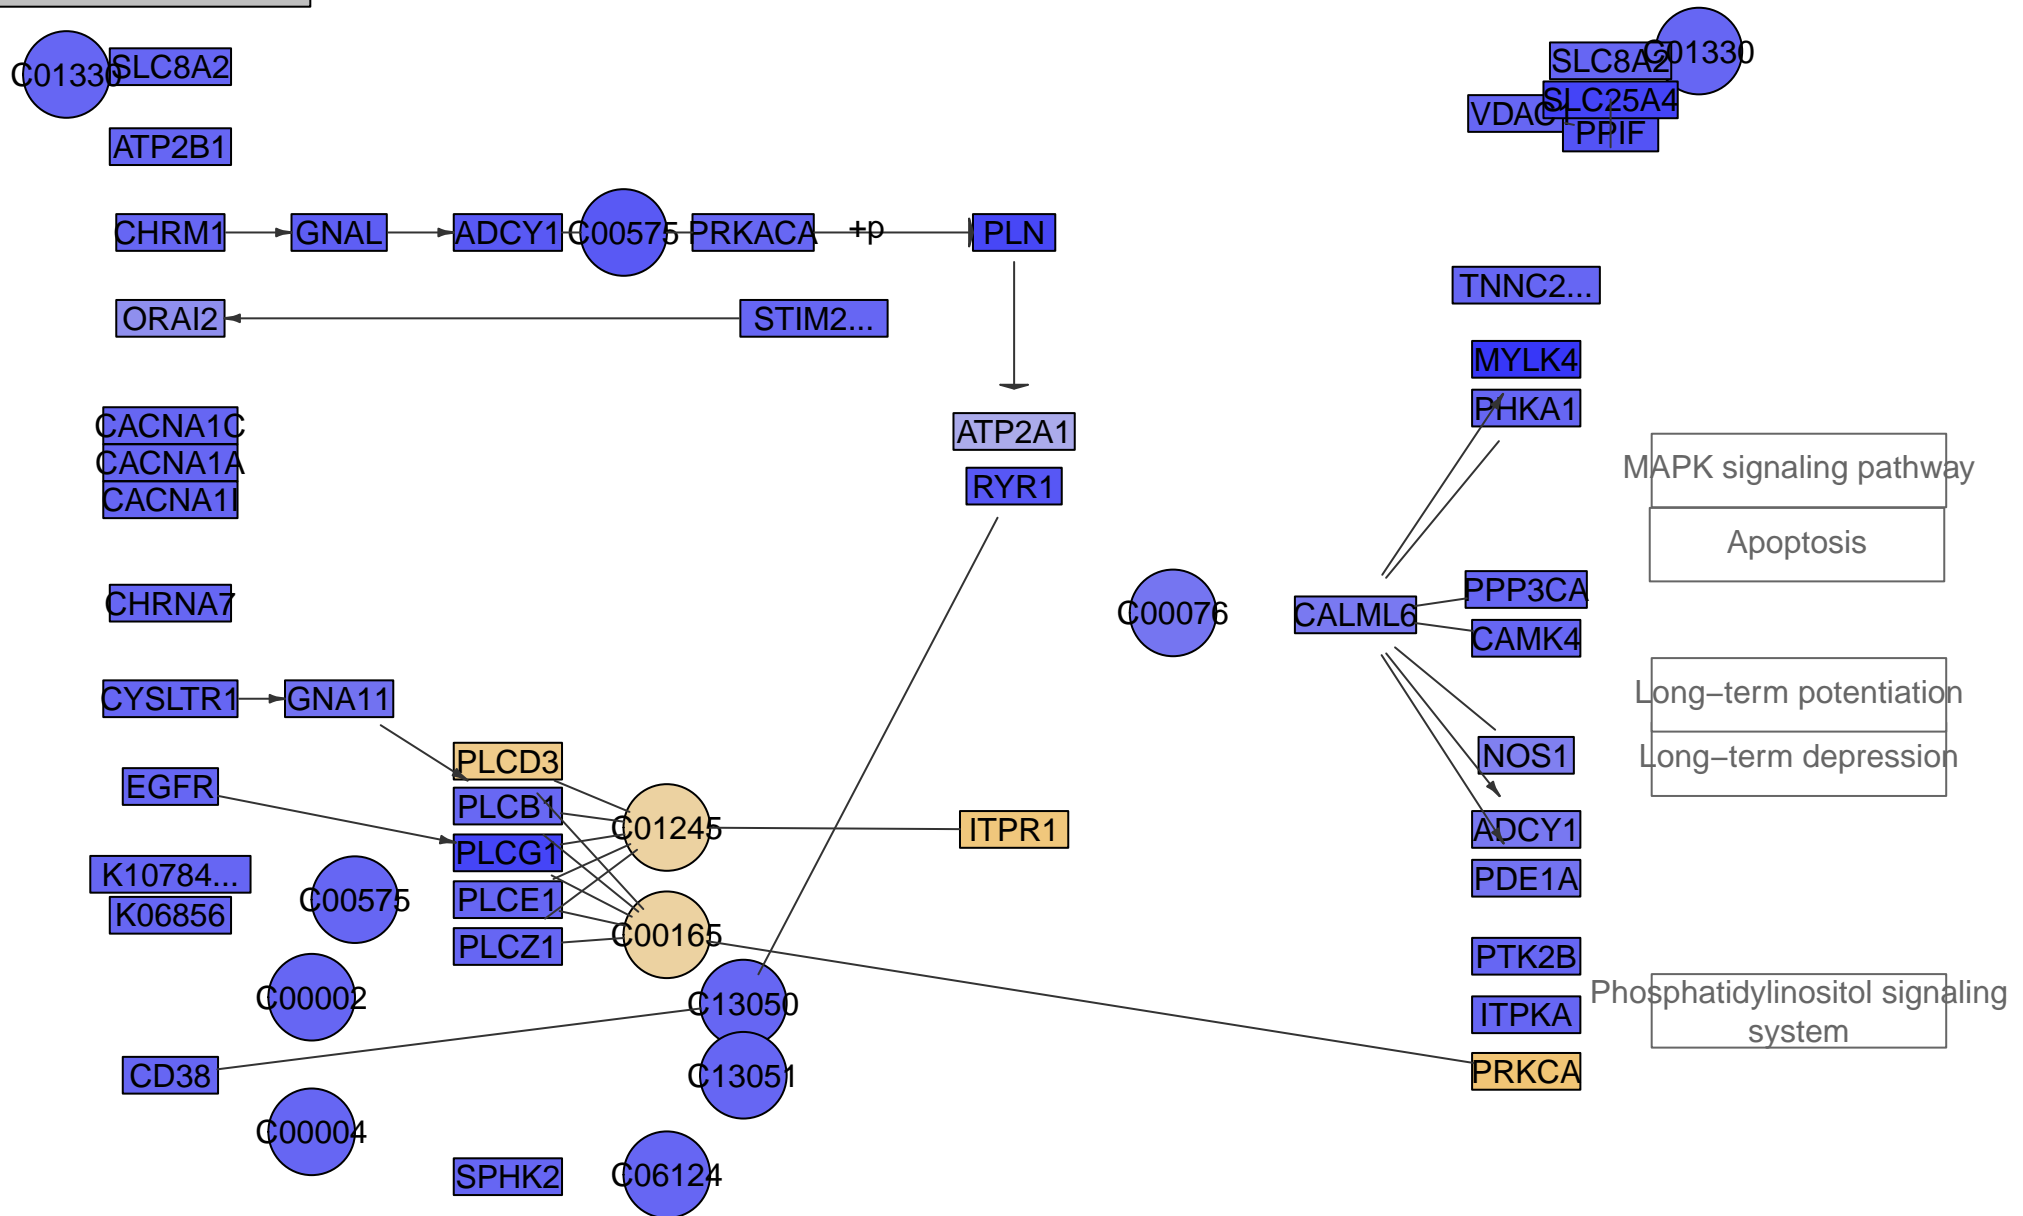 C01330
SLC8A2
SLC8A2
C01330
SLC25A4
VDAC1
PPIF
ATP2B1
CHRM1
GNAL
ADCY1
C00575
PRKACA
+p
PLN
TNNC2...
ORAI2
STIM2...
MYLK4
PHKA1
CACNA1C
CACNA1A
CACNA1I
ATP2A1
RYR1
MAPK signaling pathway
Apoptosis
CHRNA7
C00076
CALML6
PPP3CA
CAMK4
CYSLTR1
GNA11
Long–term potentiation
NOS1
Long–term depression
PLCD3
EGFR
PLCB1
C01245
ITPR1
ADCY1
PLCG1
K10784...
PDE1A
K06856
C00575
PLCE1
C00165
PLCZ1
PTK2B
C00002
C13050
Phosphatidylinositol signaling
system
ITPKA
CD38
C13051
PRKCA
C00004
SPHK2
C06124